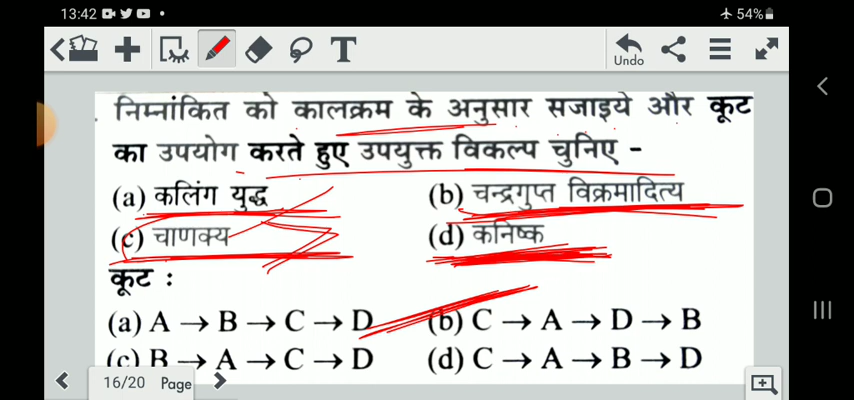 13:42 54%
T Undo
. निम्नांकित को कालक्रम के अनुसार सजाइये और कूट
का उपयोग करते हुए उपयुक्त विकल्प चुनिए -
(a) कलिंग युद्ध (b) चन्द्रगुप्त विक्रमादित्य
(c) चाणक्य (d) कनिष्क
कूट :
(a) A → B → C → D (b) C → A → D → B
(c) B → A → C → D (d) C → A → B → D
16/20 Page